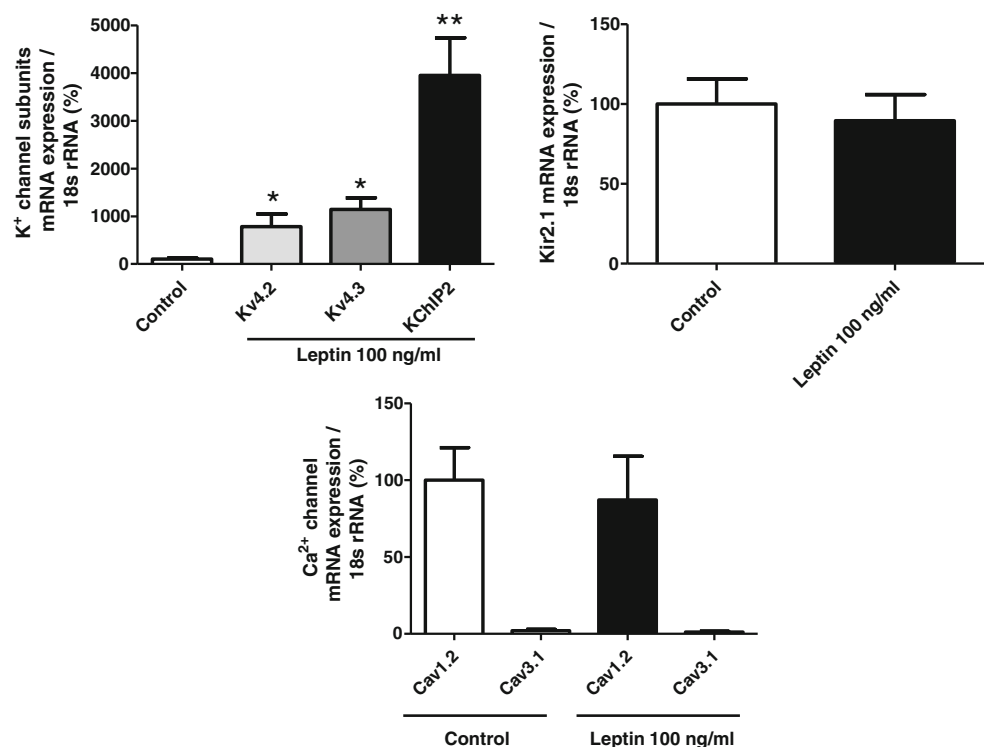 K⁺ channel subunits
mRNA expression /
18s rRNA (%)
5000
4000
3000
2000
1000
0
*
*
**
Control
Kv4.2
Kv4.3
KChIP2
Leptin 100 ng/ml
Kir2.1 mRNA expression /
18s rRNA (%)
150
100
50
0
Control
Leptin 100 ng/ml
Ca²⁺ channel
mRNA expression /
18s rRNA (%)
150
100
50
0
Cav1.2
Cav3.1
Cav1.2
Cav3.1
Control
Leptin 100 ng/ml